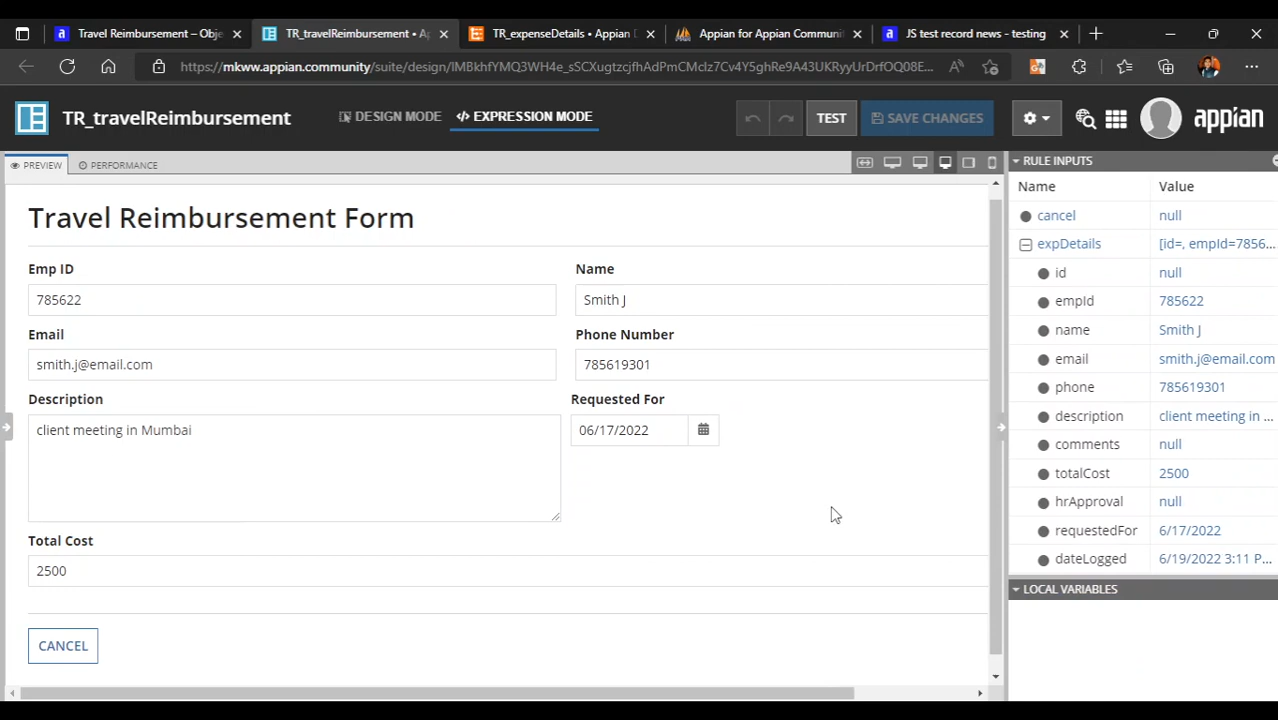 Travel Reimbursement – Obje
TR_travelReimbursement • Ap
TR_expenseDetails • Appian D
Appian for Appian Communit
JS test record news - testing
https://mkww.appian.community/suite/design/
TR_travelReimbursement
DESIGN MODE
EXPRESSION MODE
TEST
SAVE CHANGES
appian
PREVIEW
PERFORMANCE
Travel Reimbursement Form
Emp ID
Name
785622
Smith J
Email
Phone Number
smith.j@email.com
785619301
Description
Requested For
client meeting in Mumbai
06/17/2022
Total Cost
2500
CANCEL
RULE INPUTS
Name Value
cancel null
expDetails [id=, empId=7856...
id null
empId 785622
name Smith J
email smith.j@email.com
phone 785619301
description client meeting in ...
comments null
totalCost 2500
hrApproval null
requestedFor 6/17/2022
dateLogged 6/19/2022 3:11 P...
LOCAL VARIABLES